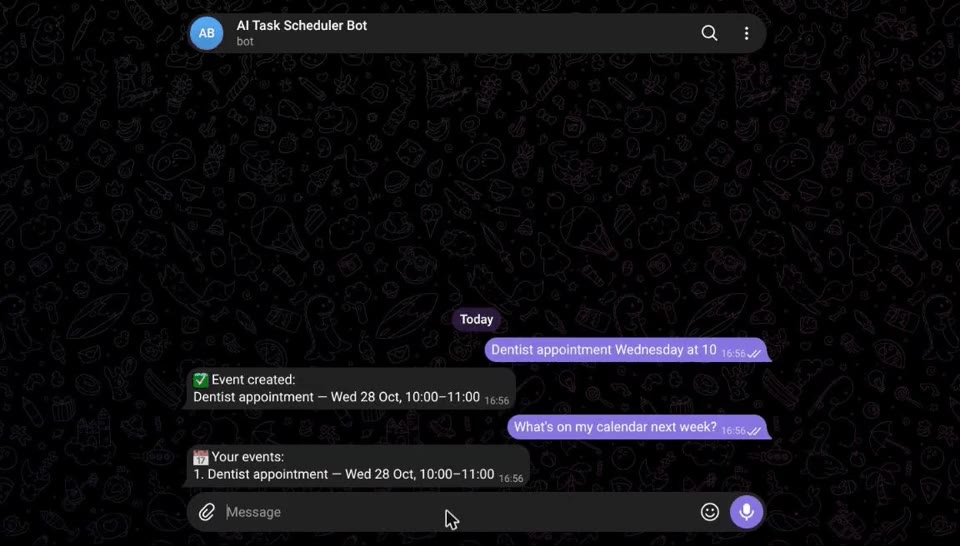 AB
AI Task Scheduler Bot
bot
Today
Dentist appointment Wednesday at 10 16:56
✅ Event created:
Dentist appointment — Wed 28 Oct, 10:00–11:00 16:56
What's on my calendar next week? 16:56
📅 Your events:
1. Dentist appointment — Wed 28 Oct, 10:00–11:00 16:56
Message